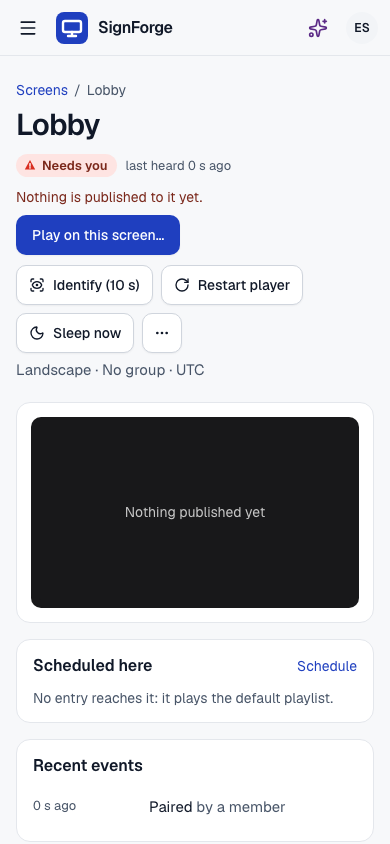 SignForge
ES
Screens / Lobby
Lobby
Needs you last heard 0 s ago
Nothing is published to it yet.
Play on this screen...
Identify (10 s) Restart player
Sleep now ...
Landscape · No group · UTC
Nothing published yet
Scheduled here Schedule
No entry reaches it: it plays the default playlist.
Recent events
0 s ago Paired by a member